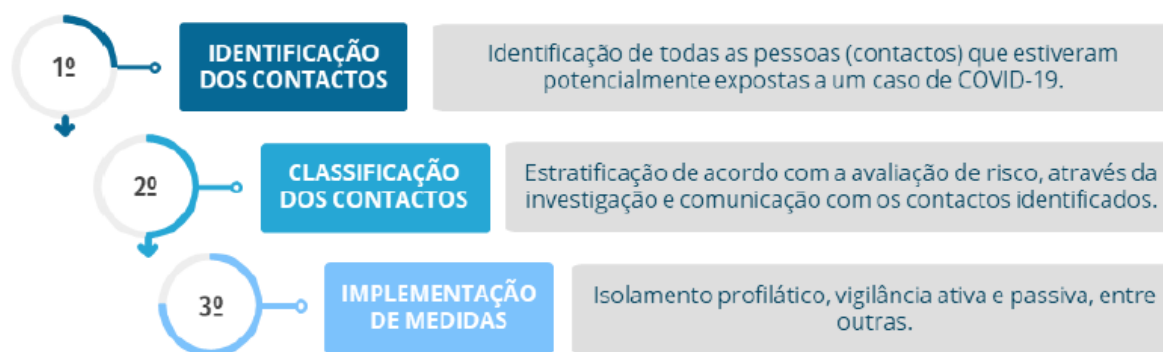 1º
IDENTIFICAÇÃO
DOS CONTACTOS
Identificação de todas as pessoas (contactos) que estiveram
potencialmente expostas a um caso de COVID-19.
2º
CLASSIFICAÇÃO
DOS CONTACTOS
Estratificação de acordo com a avaliação de risco, através da
investigação e comunicação com os contactos identificados.
3º
IMPLEMENTAÇÃO
DE MEDIDAS
Isolamento profilático, vigilância ativa e passiva, entre
outras.